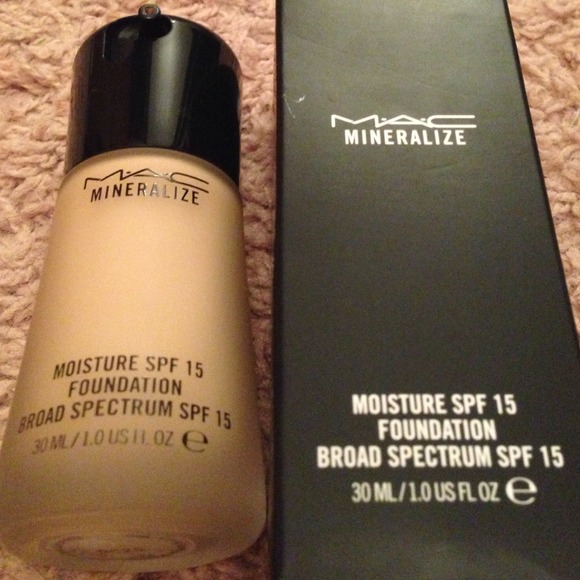 M·A·C
MINERALIZE
MOISTURE SPF 15
FOUNDATION
BROAD SPECTRUM SPF 15
30 ML / 1.0 US FL OZ ℮
M·A·C
MINERALIZE
MOISTURE SPF 15
FOUNDATION
BROAD SPECTRUM SPF 15
30 ML / 1.0 US FL OZ ℮